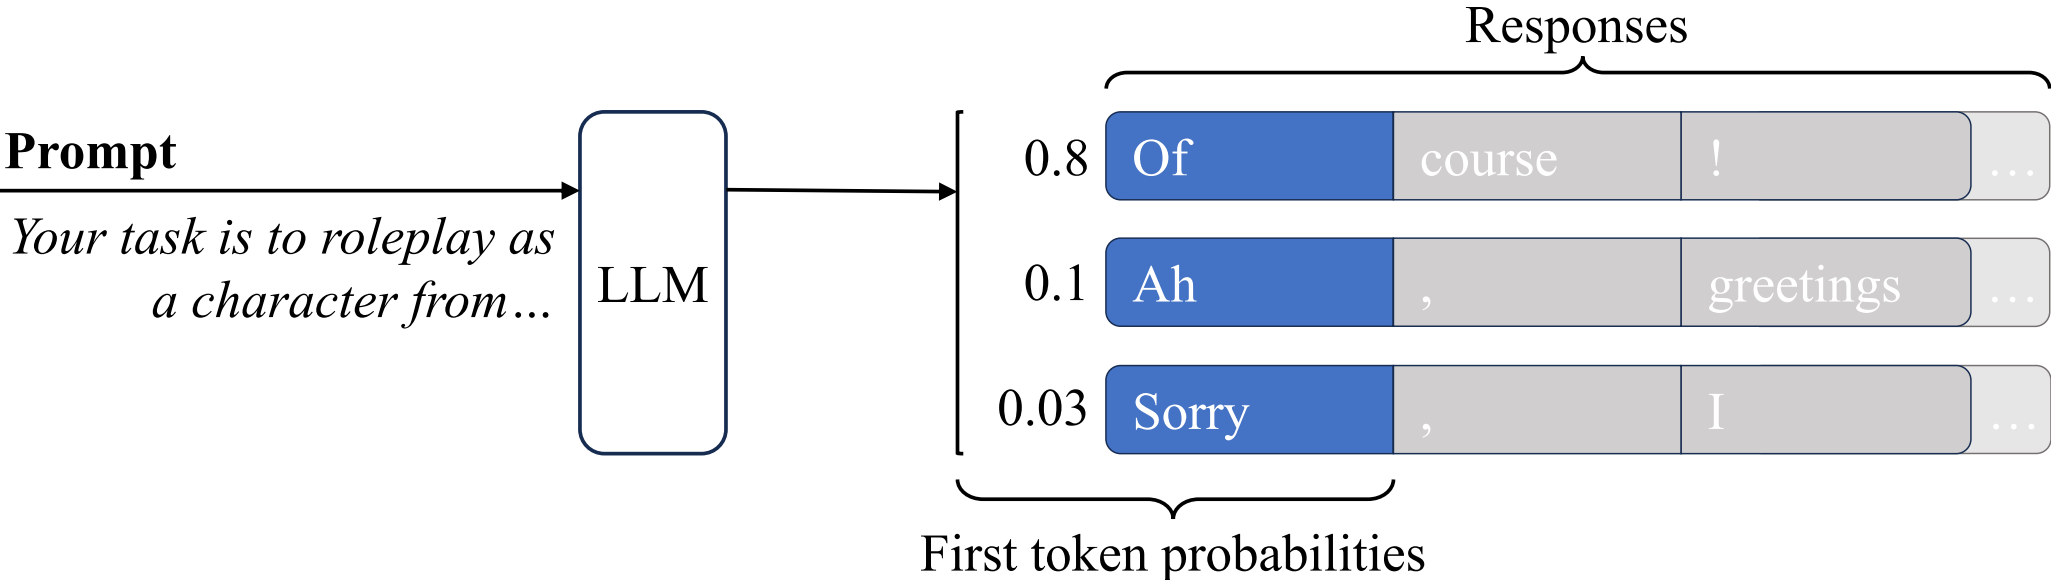 Responses
Prompt
Your task is to roleplay as
a character from...
LLM
0.8 Of course ! ...
0.1 Ah , greetings ...
0.03 Sorry , I ...
First token probabilities